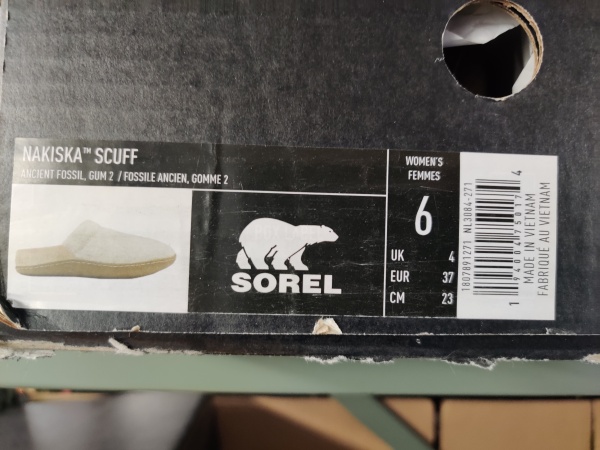 NAKISKA™ SCUFF
ANCIENT FOSSIL, GUM 2 / FOSSILE ANCIEN, GOMME 2
SOREL
WOMEN'S
FEMMES
6
UK 4
EUR 37
CM 23
1807891271 NL3084-271
MADE IN VIETNAM
FABRIQUÉ AU VIETNAM